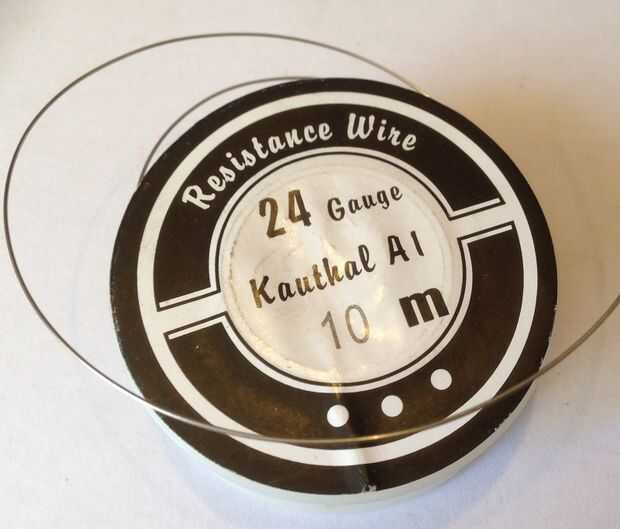 Resistance Wire
24 Gauge
Kauthal A1
10 m